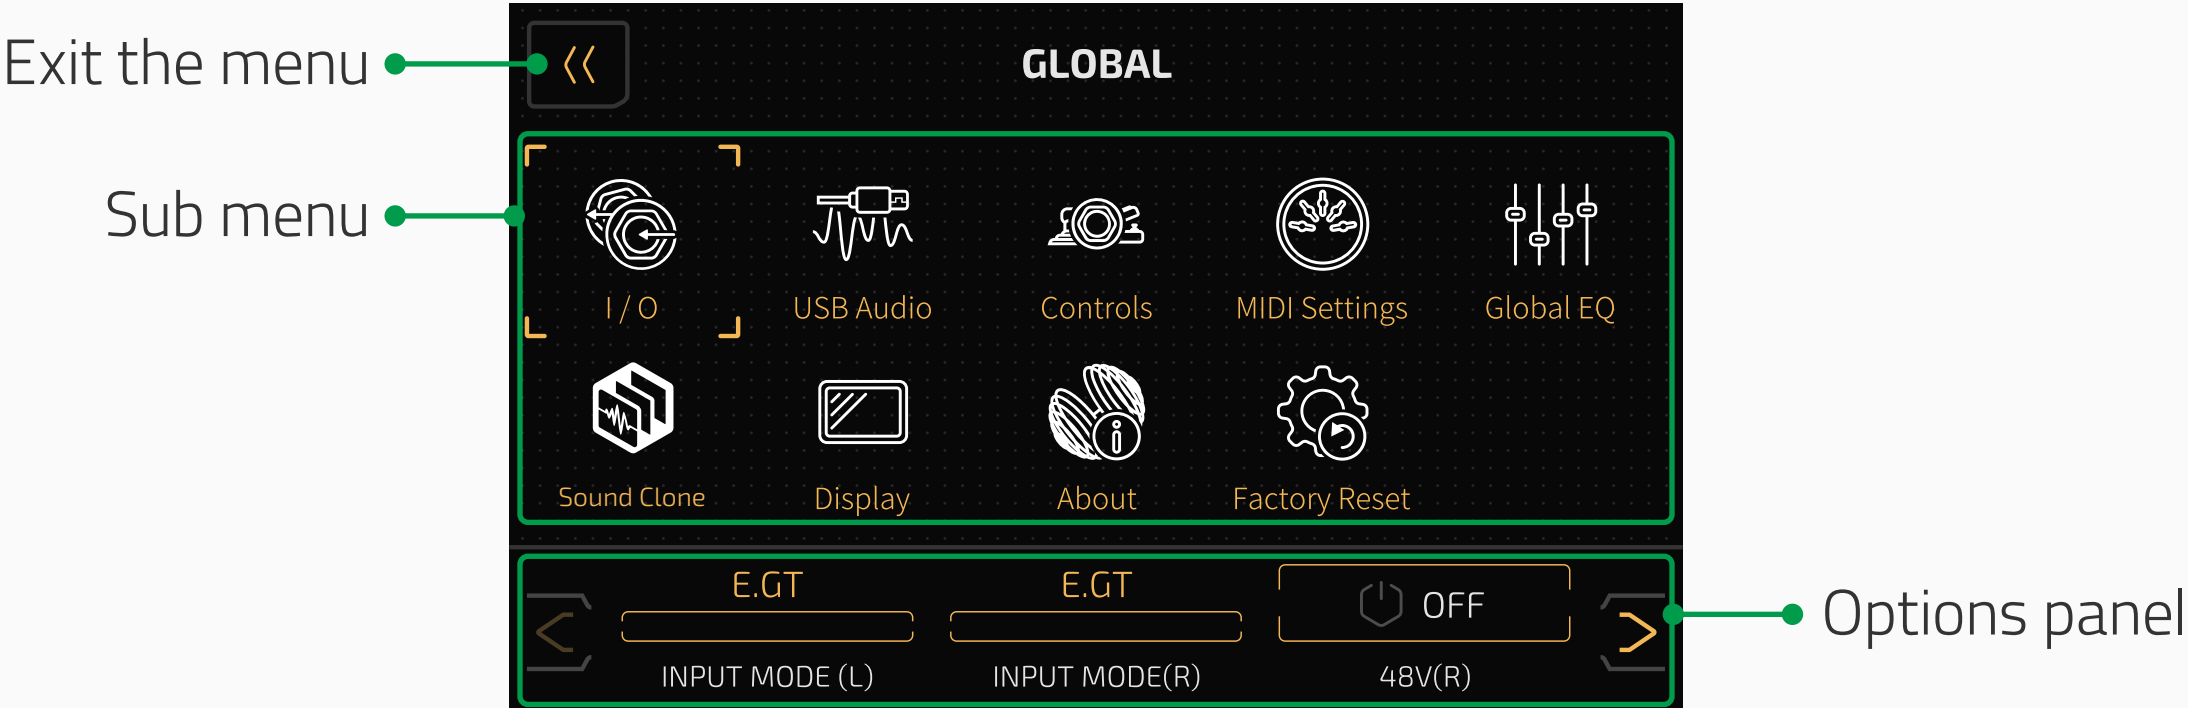 Exit the menu
GLOBAL
Sub menu
I / O
USB Audio
Controls
MIDI Settings
Global EQ
Sound Clone
Display
About
Factory Reset
E.GT
E.GT
OFF
Options panel
INPUT MODE (L)
INPUT MODE(R)
48V(R)